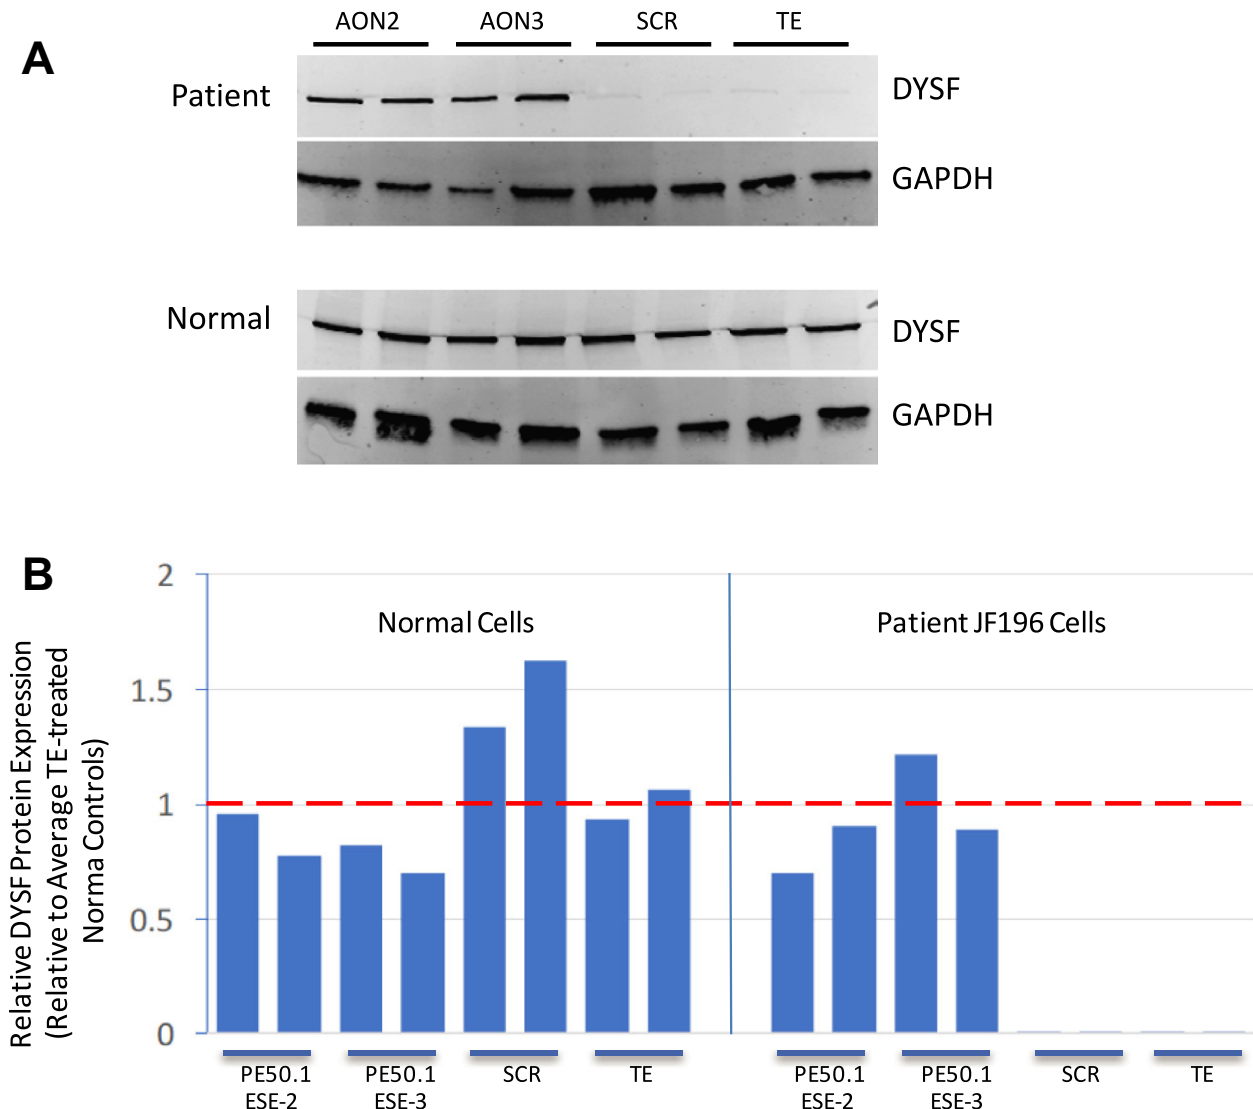 A
AON2 AON3 SCR TE
Patient
DYSF
GAPDH
Normal
DYSF
GAPDH
B
Relative DYSF Protein Expression
(Relative to Average TE-treated
Norma Controls)
2
1.5
1
0.5
0
Normal Cells
Patient JF196 Cells
PE50.1
ESE-2
PE50.1
ESE-3
SCR
TE
PE50.1
ESE-2
PE50.1
ESE-3
SCR
TE